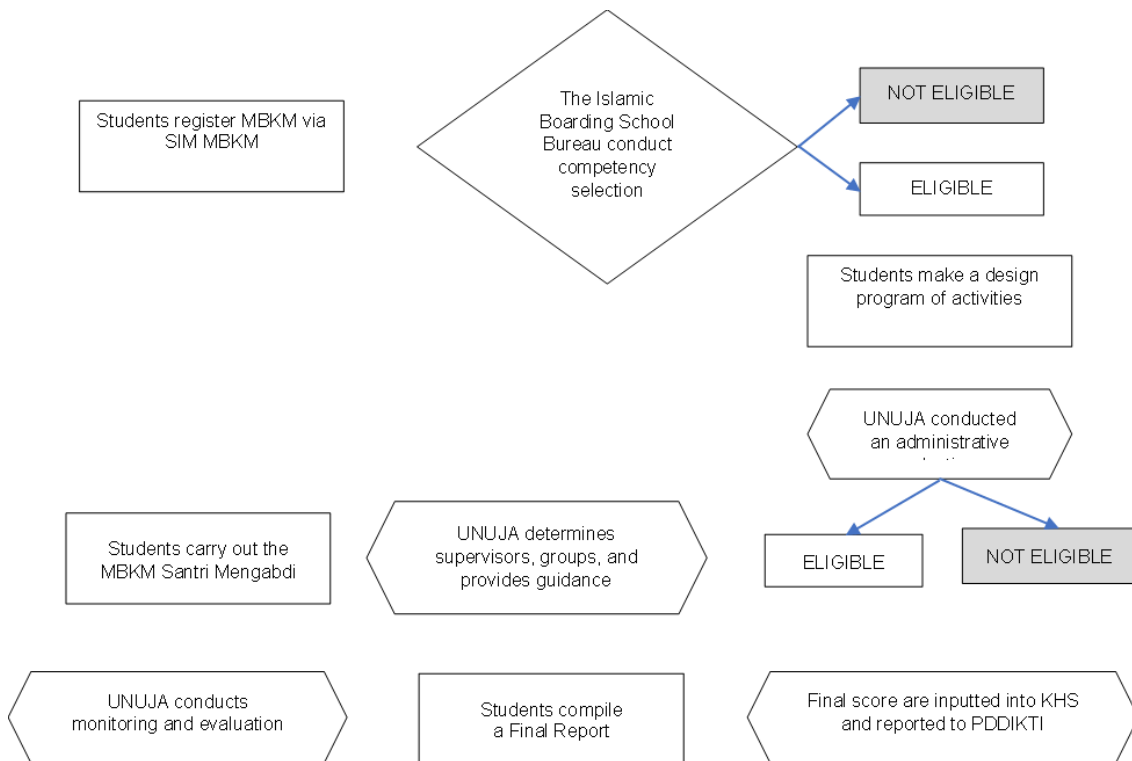 Students register MBKM via
SIM MBKM
The Islamic
Boarding School
Bureau conduct
competency
selection
NOT ELIGIBLE
ELIGIBLE
Students make a design
program of activities
UNUJA conducted
an administrative
ELIGIBLE
NOT ELIGIBLE
UNUJA determines
supervisors, groups, and
provides guidance
Students carry out the
MBKM Santri Mengabdi
UNUJA conducts
monitoring and evaluation
Students compile
a Final Report
Final score are inputted into KHS
and reported to PDDIKTI